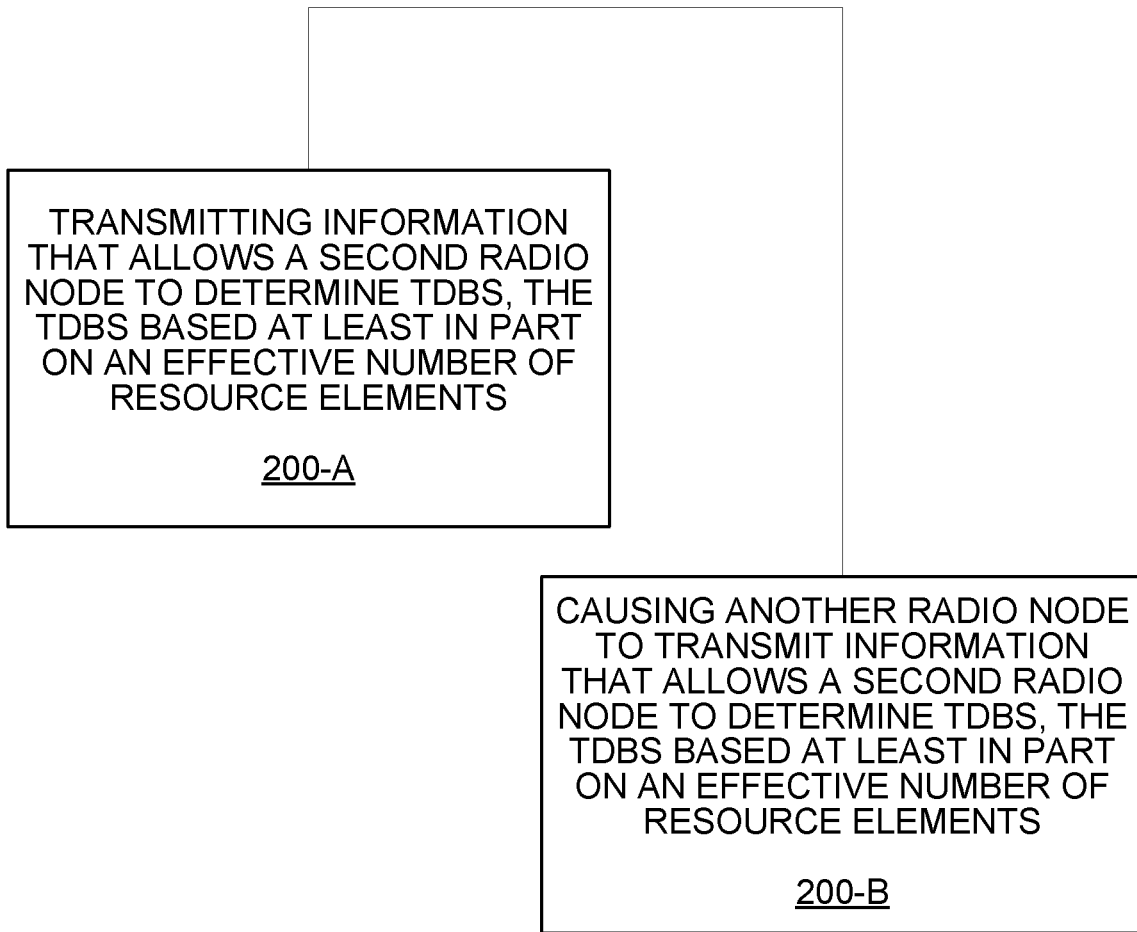 TRANSMITTING INFORMATION
THAT ALLOWS A SECOND RADIO
NODE TO DETERMINE TDBS, THE
TDBS BASED AT LEAST IN PART
ON AN EFFECTIVE NUMBER OF
RESOURCE ELEMENTS
200-A
CAUSING ANOTHER RADIO NODE
TO TRANSMIT INFORMATION
THAT ALLOWS A SECOND RADIO
NODE TO DETERMINE TDBS, THE
TDBS BASED AT LEAST IN PART
ON AN EFFECTIVE NUMBER OF
RESOURCE ELEMENTS
200-B